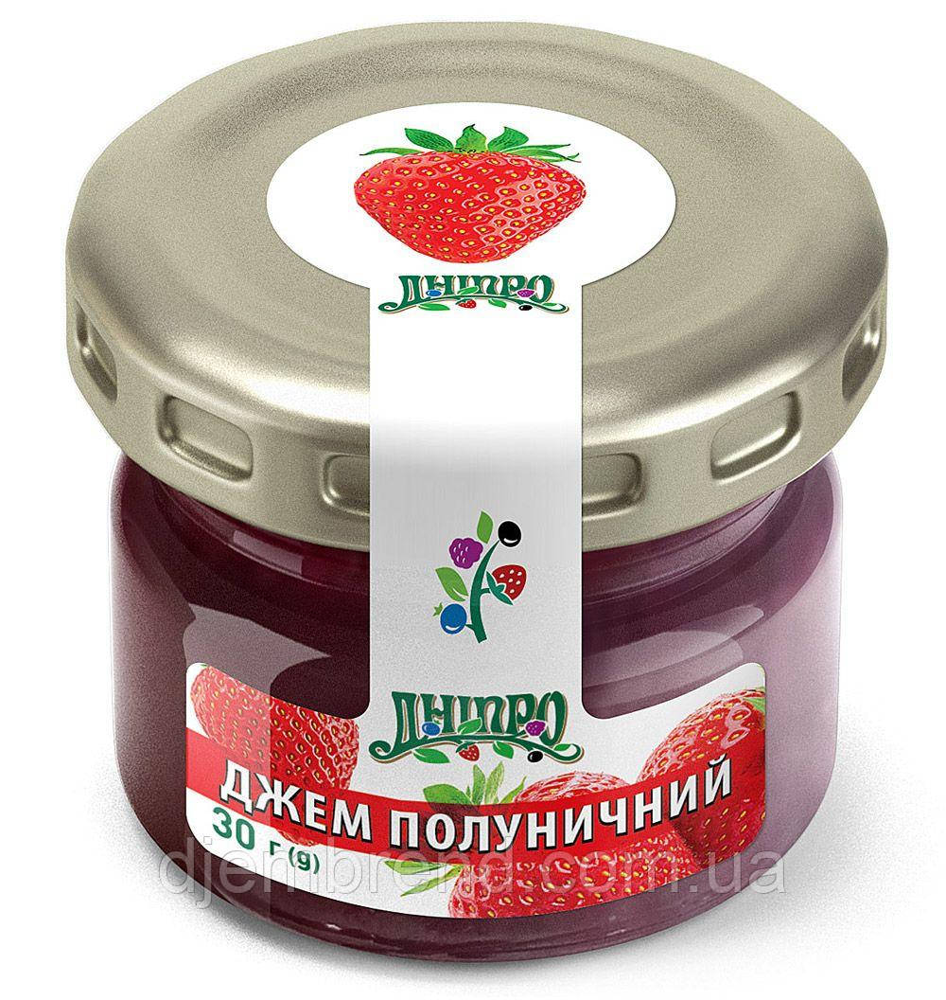 ДНІПРО
ДНІПРО
ДЖЕМ ПОЛУНИЧНИЙ
30 г (g)
djembrend.com.ua